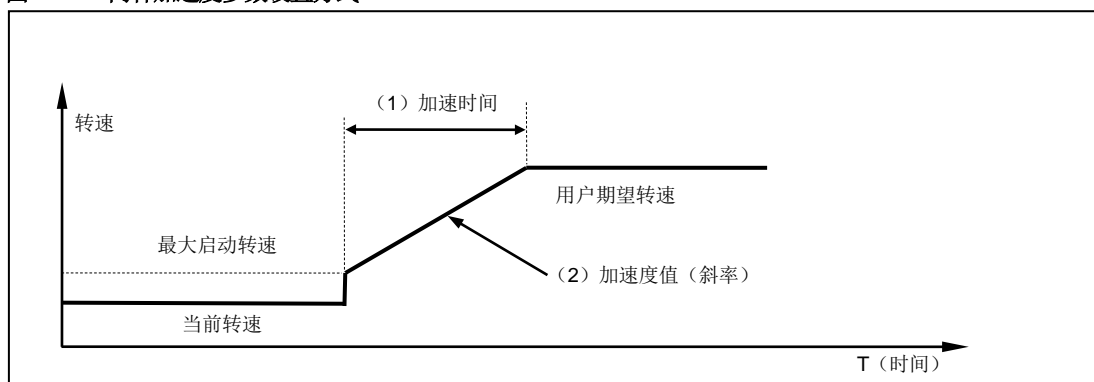 转速
（1）加速时间
用户期望转速
最大启动转速
（2）加速度值（斜率）
当前转速
T（时间）